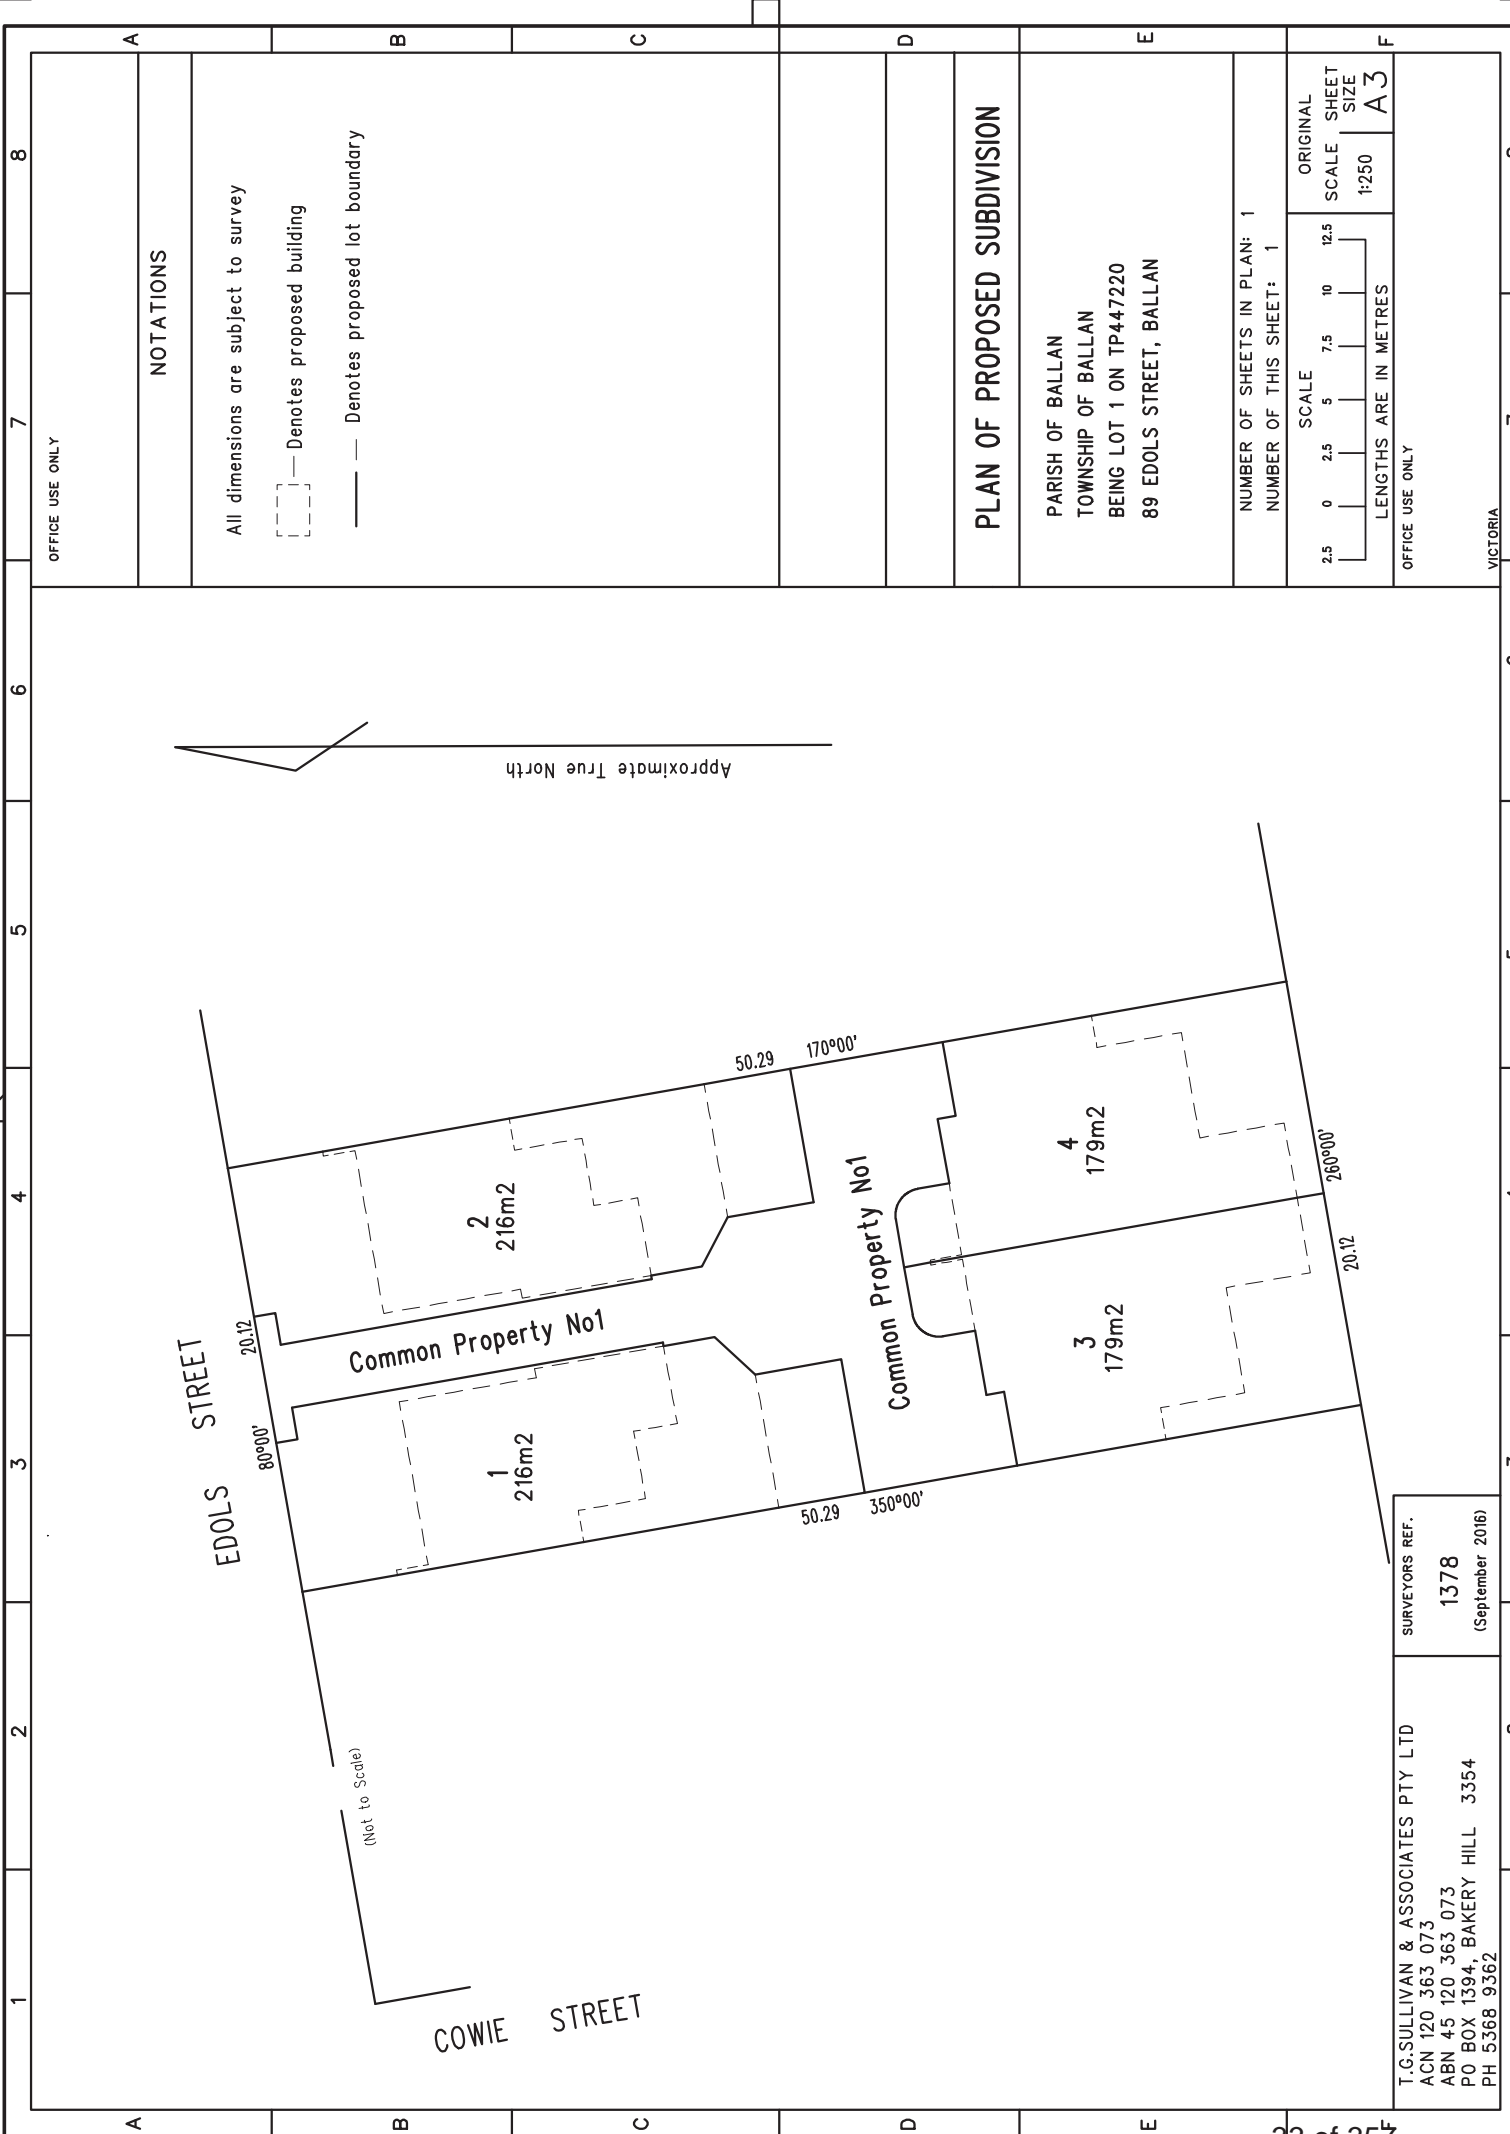 1
2
3
4
5
6
7
8
A
B
C
D
E
F
A
B
C
D
E
F
OFFICE USE ONLY
NOTATIONS
All dimensions are subject to survey
Denotes proposed building
Denotes proposed lot boundary
PLAN OF PROPOSED SUBDIVISION
PARISH OF BALLAN
TOWNSHIP OF BALLAN
BEING LOT 1 ON TP447220
89 EDOLS STREET, BALLAN
NUMBER OF SHEETS IN PLAN: 1
NUMBER OF THIS SHEET: 1
SCALE
2.5 0 2.5 5 7.5 10 12.5
LENGTHS ARE IN METRES
ORIGINAL
SCALE
1:250
SHEET
SIZE
A3
OFFICE USE ONLY
VICTORIA
Approximate True North
EDOLS STREET
COWIE STREET
(Not to Scale)
80°00'
20.12
50.29
170°00'
50.29
350°00'
260°00'
20.12
1
216m2
2
216m2
3
179m2
4
179m2
Common Property No1
Common Property No1
T.G.SULLIVAN & ASSOCIATES PTY LTD
ACN 120 363 073
ABN 45 120 363 073
PO BOX 1394, BAKERY HILL 3354
PH 5368 9362
SURVEYORS REF.
1378
(September 2016)